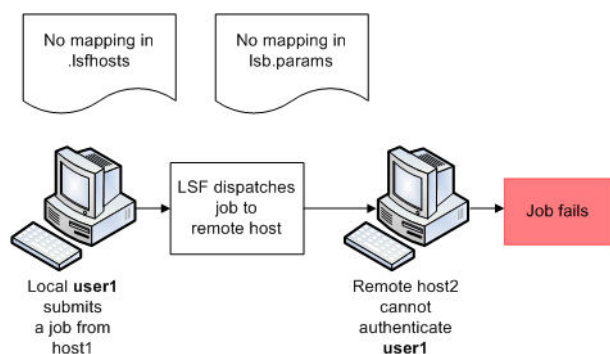 No mapping in
.lsfhosts
No mapping in
lsb.params
LSF dispatches
job to
remote host
Job fails
Local user1
submits
a job from
host1
Remote host2
cannot
authenticate
user1